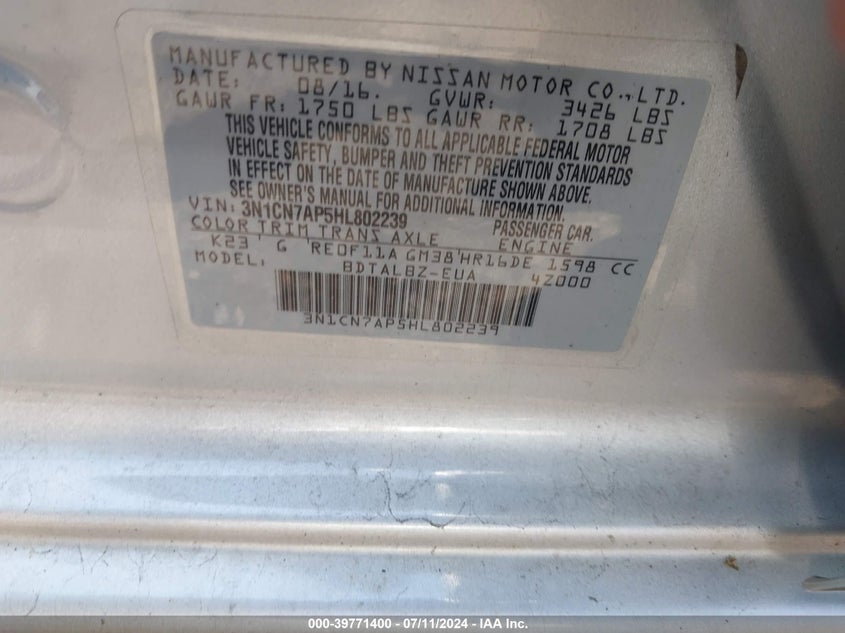 MANUFACTURED BY NISSAN MOTOR CO., LTD.
DATE: 08/16. GVWR: 3426 LBS
GAWR FR: 1750 LBS GAWR RR: 1708 LBS
THIS VEHICLE CONFORMS TO ALL APPLICABLE FEDERAL MOTOR
VEHICLE SAFETY, BUMPER AND THEFT PREVENTION STANDARDS
IN EFFECT ON THE DATE OF MANUFACTURE SHOWN ABOVE.
SEE OWNER'S MANUAL FOR ADDITIONAL INFORMATION.
VIN: 3N1CN7AP5HL802239 PASSENGER CAR.
COLOR TRIM TRANS AXLE ENGINE
K23 G RE0F11A GM38 HR16DE 1598 CC
MODEL: BDTALBZ-EUA 4Z000
3N1CN7AP5HL802239
000-39771400 - 07/11/2024 - IAA Inc.